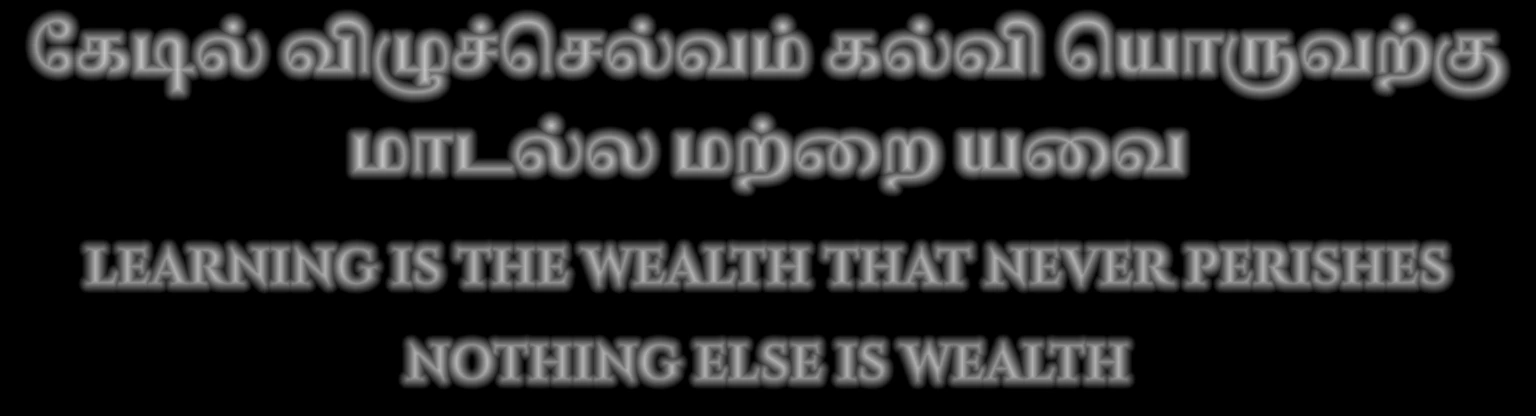 கேடில் விழுச்செல்வம் கல்வி யொருவற்கு
மாடல்ல மற்றை யவை
LEARNING IS THE WEALTH THAT NEVER PERISHES
NOTHING ELSE IS WEALTH